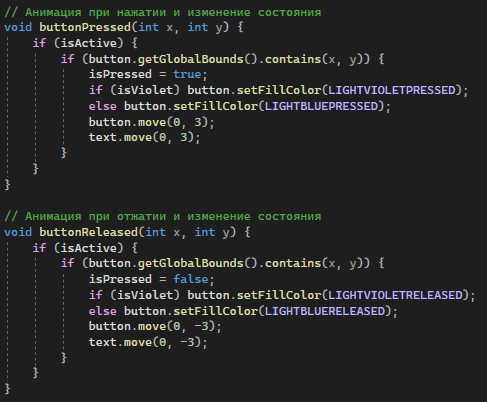 // Анимация при нажатии и изменение состояния
void buttonPressed(int x, int y) {
if (isActive) {
if (button.getGlobalBounds().contains(x, y)) {
isPressed = true;
if (isViolet) button.setFillColor(LIGHTVIOLETPRESSED);
else button.setFillColor(LIGHTBLUEPRESSED);
button.move(0, 3);
text.move(0, 3);
}
}
}
// Анимация при отжатии и изменение состояния
void buttonReleased(int x, int y) {
if (isActive) {
if (button.getGlobalBounds().contains(x, y)) {
isPressed = false;
if (isViolet) button.setFillColor(LIGHTVIOLETRELEASED);
else button.setFillColor(LIGHTBLUERELEASED);
button.move(0, -3);
text.move(0, -3);
}
}
}